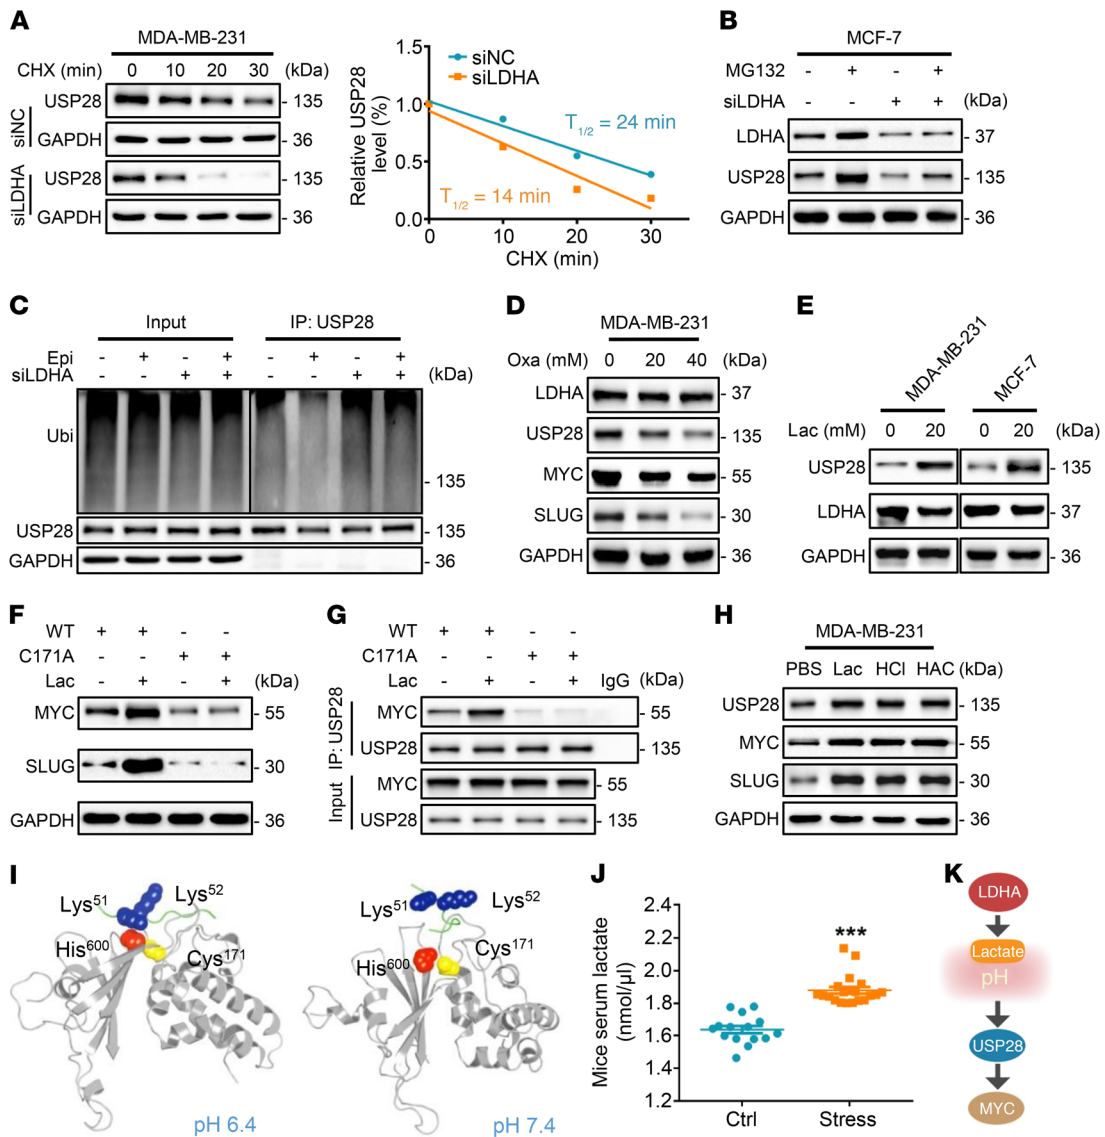 A
MDA-MB-231
CHX (min) 0 10 20 30 (kDa)
siNC
USP28 - 135
GAPDH - 36
siLDHA
USP28 - 135
GAPDH - 36
Relative USP28
level (%)
1.5
1.0
0.5
0.0
siNC
siLDHA
T1/2 = 24 min
T1/2 = 14 min
0 10 20 30
CHX (min)
B
MCF-7
MG132 - + - +
siLDHA - - + + (kDa)
LDHA - 37
USP28 - 135
GAPDH - 36
C
Input IP: USP28
Epi - + - + - + - +
siLDHA - - + + - - + + (kDa)
Ubi
- 135
USP28 - 135
GAPDH - 36
D
MDA-MB-231
Oxa (mM) 0 20 40 (kDa)
LDHA - 37
USP28 - 135
MYC - 55
SLUG - 30
GAPDH - 36
E
MDA-MB-231 MCF-7
Lac (mM) 0 20 0 20 (kDa)
USP28 - 135
LDHA - 37
GAPDH - 36
F
WT + + - -
C171A - - + +
Lac - + - + (kDa)
MYC - 55
SLUG - 30
GAPDH - 36
G
WT + + - -
C171A - - + +
Lac - + - + IgG (kDa)
IP: USP28
MYC - 55
USP28 - 135
Input
MYC - 55
USP28 - 135
H
MDA-MB-231
PBS Lac HCl HAC (kDa)
USP28 - 135
MYC - 55
SLUG - 30
GAPDH - 36
I
Lys51 Lys52
His600 Cys171
pH 6.4
Lys51 Lys52
His600 Cys171
pH 7.4
J
Mice serum lactate
(nmol/µl)
2.4
2.2
2.0
1.8
1.6
1.4
1.2
***
Ctrl Stress
K
LDHA
Lactate
pH
USP28
MYC